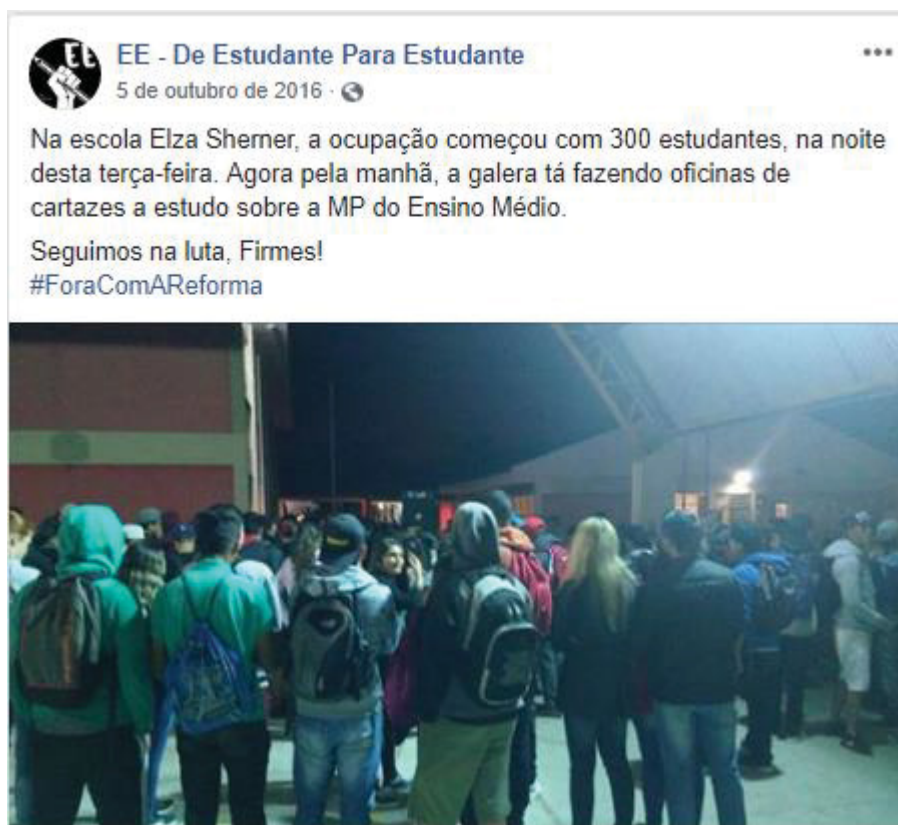 EE
EE - De Estudante Para Estudante
5 de outubro de 2016 ·
Na escola Elza Sherner, a ocupação começou com 300 estudantes, na noite
desta terça-feira. Agora pela manhã, a galera tá fazendo oficinas de
cartazes a estudo sobre a MP do Ensino Médio.
Seguimos na luta, Firmes!
#ForaComAReforma